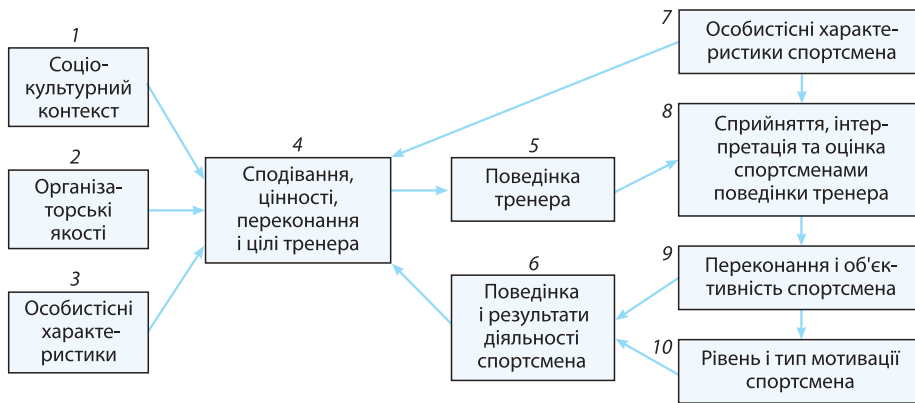 1
Соціо-
культурний
контекст
2
Організа-
торські
якості
3
Особистісні
характе-
ристики
4
Сподівання,
цінності,
переконання
і цілі тренера
5
Поведінка
тренера
6
Поведінка
і результати
діяльності
спортсмена
7
Особистісні характе-
ристики спортсмена
8
Сприйняття, інтер-
претація та оцінка
спортсменами
поведінки тренера
9
Переконання і об'єк-
тивність спортсмена
10
Рівень і тип мотивації
спортсмена